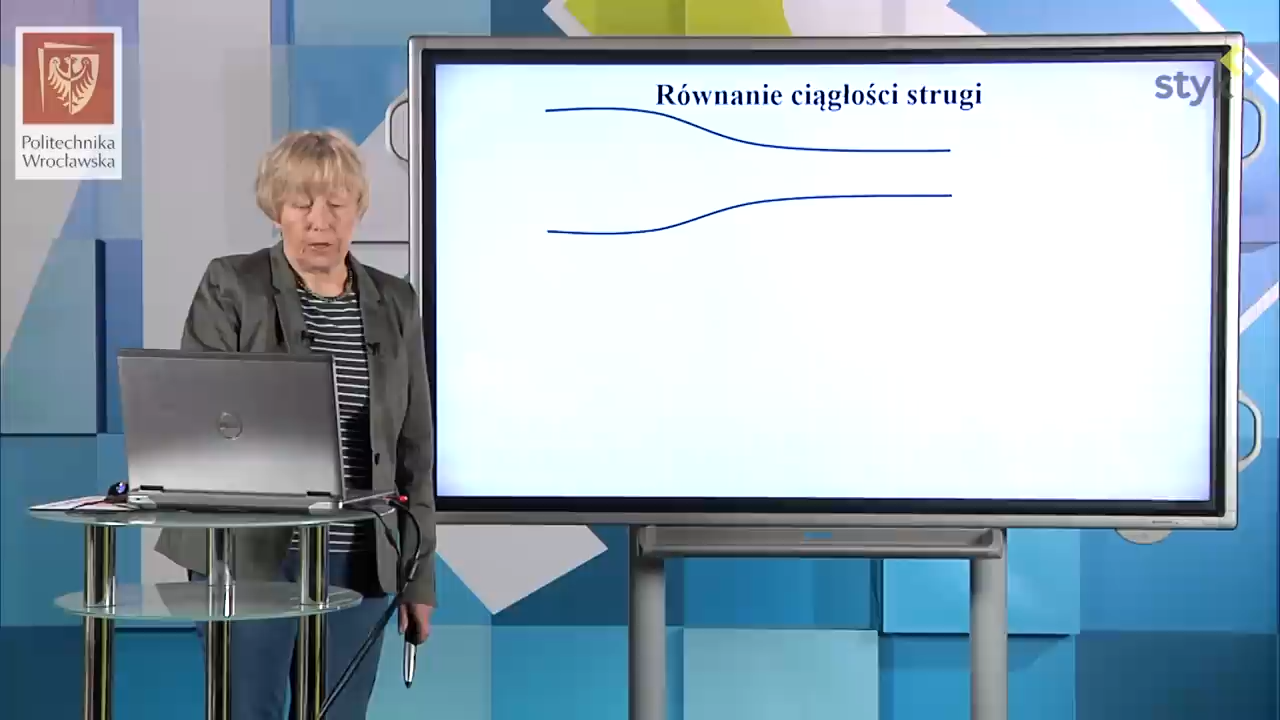 Politechnika
Wrocławska
Równanie ciągłości strugi
styk